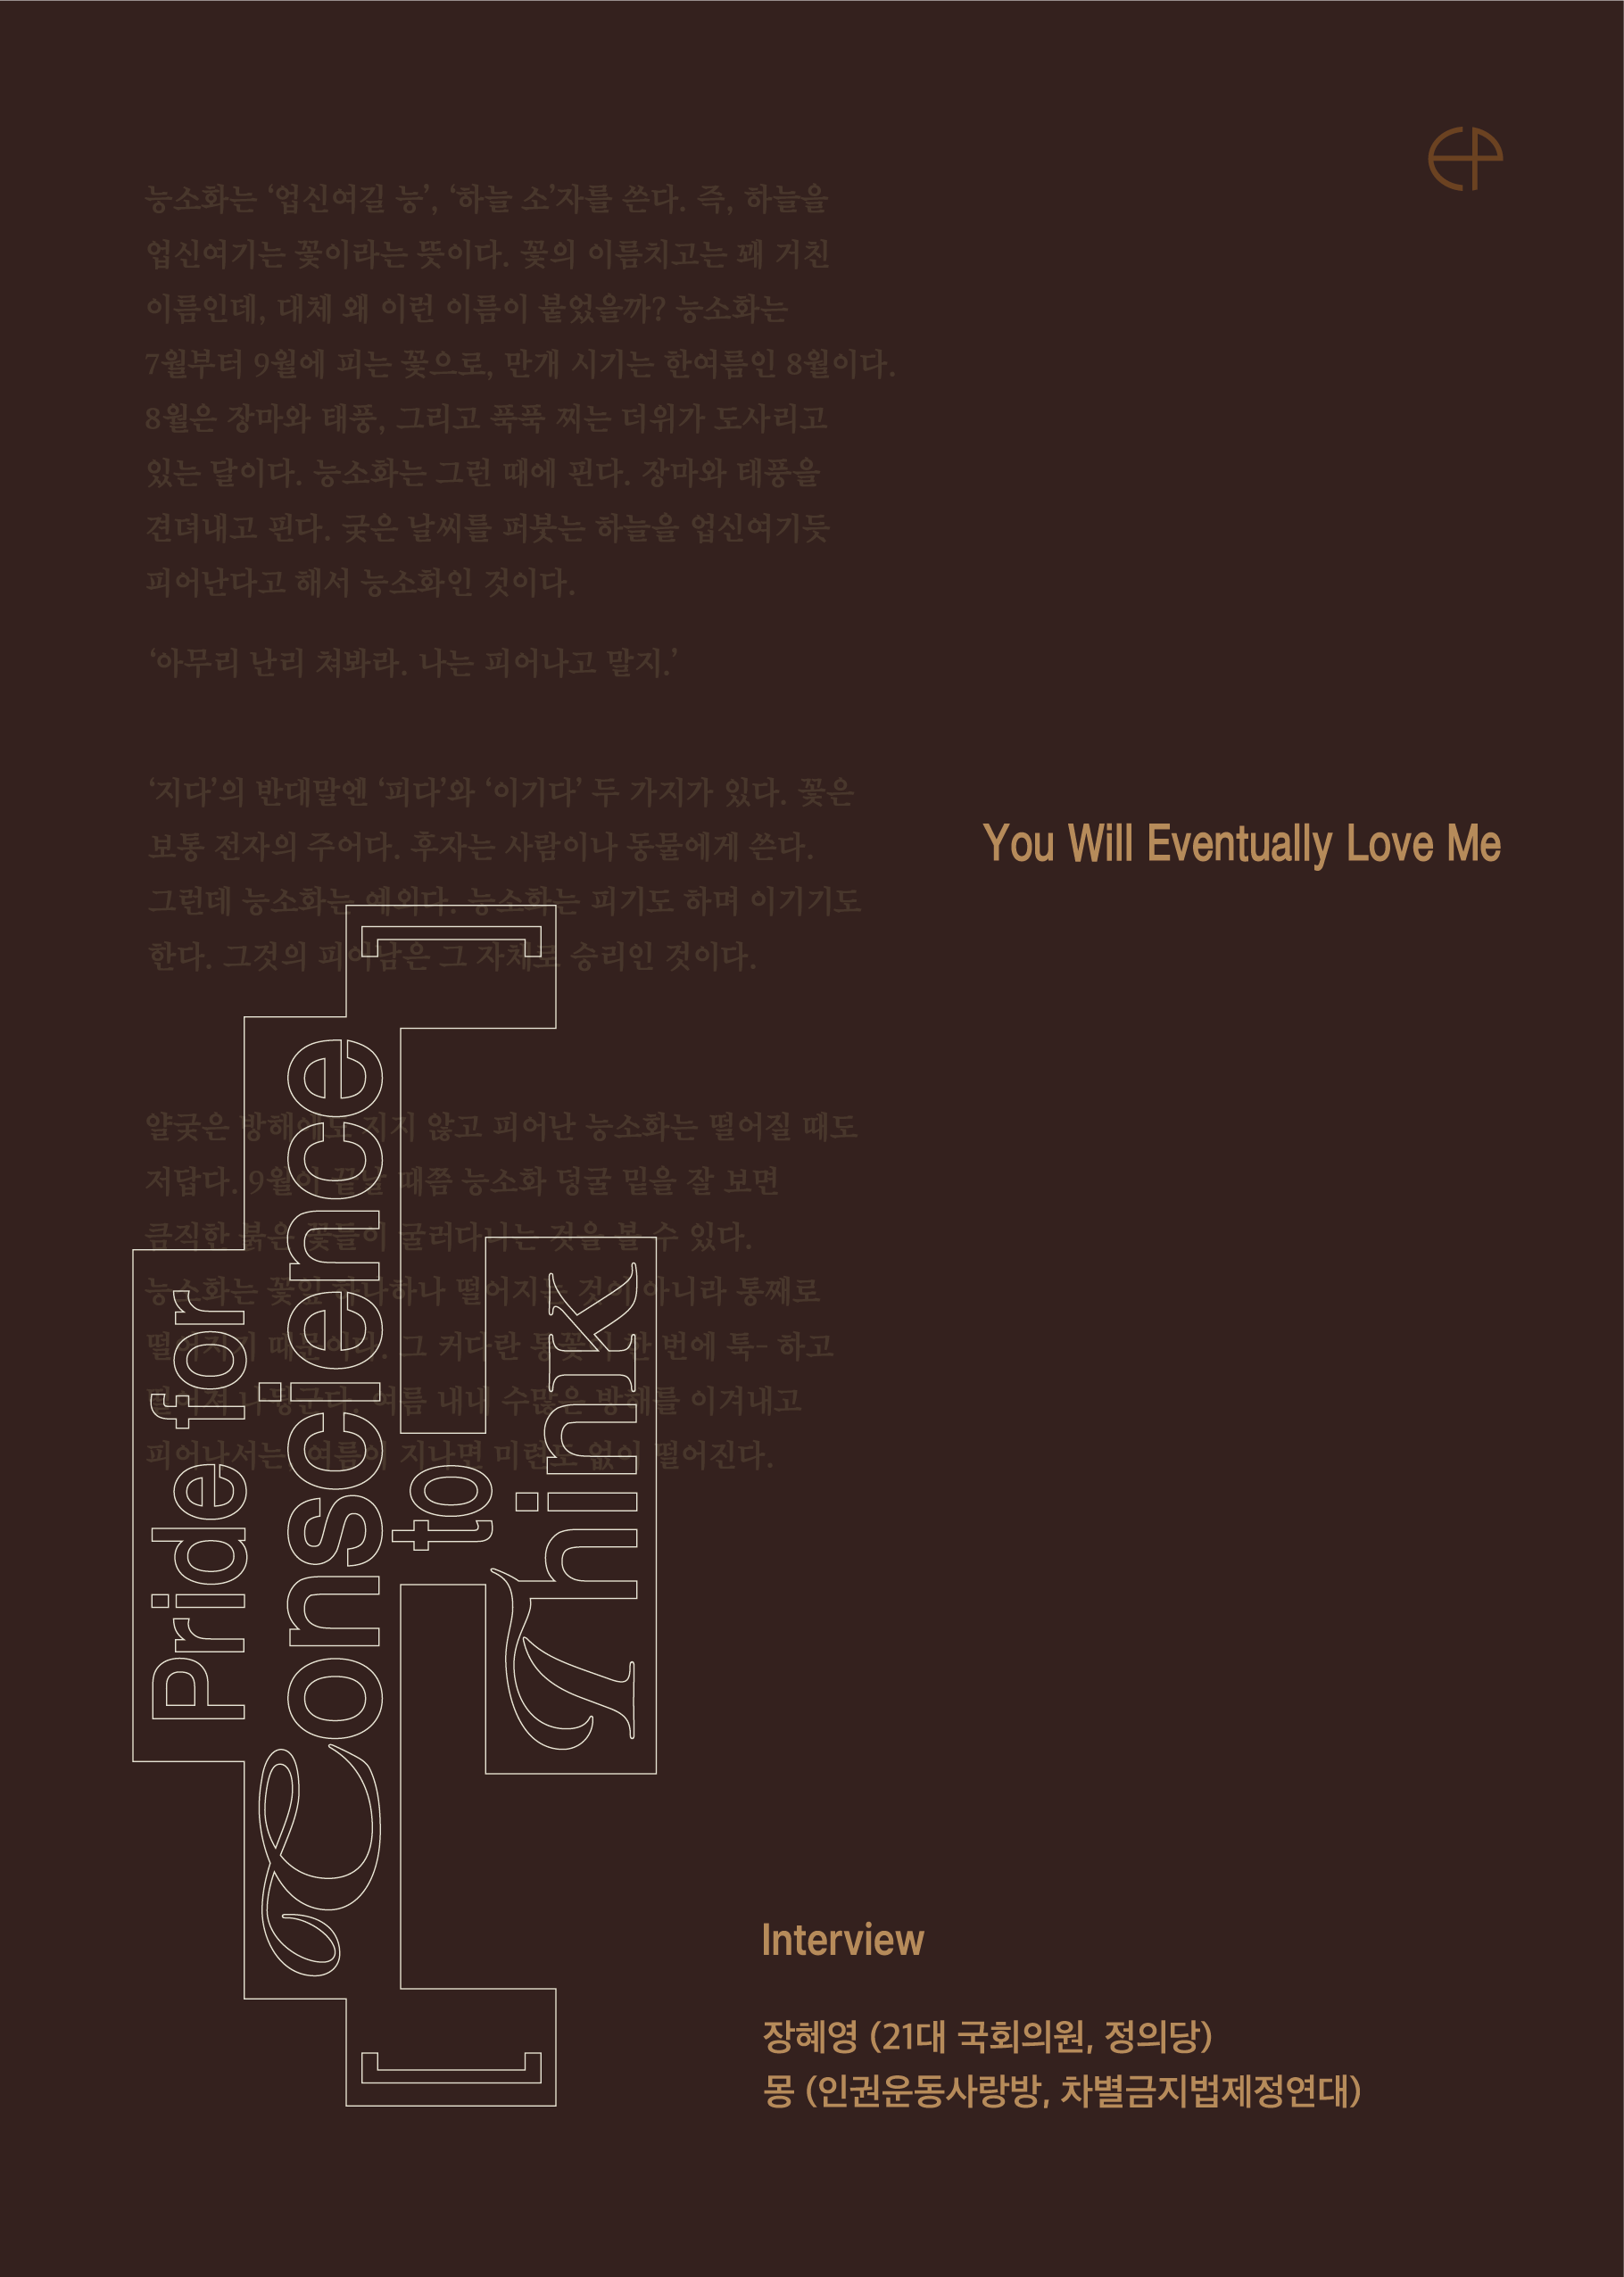 능소화는 ‘업신여길 능’, ‘하늘 소’자를 쓴다. 즉, 하늘을
업신여기는 꽃이라는 뜻이다. 꽃의 이름치고는 꽤 거친
이름인데, 대체 왜 이런 이름이 붙었을까? 능소화는
7월부터 9월에 피는 꽃으로, 만개 시기는 한여름인 8월이다.
8월은 장마와 태풍, 그리고 푹푹 찌는 더위가 도사리고
있는 달이다. 능소화는 그런 때에 핀다. 장마와 태풍을
견뎌내고 핀다. 궂은 날씨를 퍼붓는 하늘을 업신여기듯
피어난다고 해서 능소화인 것이다.
‘아무리 난리 쳐봐라. 나는 피어나고 말지.’
‘지다’의 반대말엔 ‘피다’와 ‘이기다’ 두 가지가 있다. 꽃은
보통 전자의 주어다. 후자는 사람이나 동물에게 쓴다.
그런데 능소화는 예외다. 능소화는 피기도 하며 이기기도
한다. 그것의 피어남은 그 자체로 승리인 것이다.
You Will Eventually Love Me
얄궂은 방해에도 지지 않고 피어난 능소화는 떨어질 때도
저답다. 9월이 끝날 때쯤 능소화 덩굴 밑을 잘 보면
큼직한 붉은 꽃들이 굴러다니는 것을 볼 수 있다.
능소화는 꽃잎 하나하나 떨어지는 것이 아니라 통째로
떨어지기 때문이다. 그 커다란 통꽃이 한 번에 툭- 하고
떨어져 나뒹군다. 여름 내내 수많은 방해를 이겨내고
피어나서는, 여름이 지나면 미련도 없이 떨어진다.
Pride for
[Conscience]
to
Think
Interview
장혜영 (21대 국회의원, 정의당)
몽 (인권운동사랑방, 차별금지법제정연대)